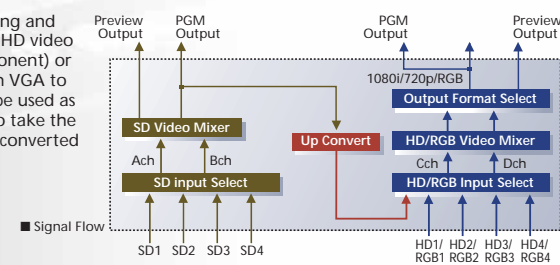 ng and
HD video
ponent) or
n VGA to
be used as
o take the
converted
Preview
Output
PGM
Output
PGM
Output
Preview
Output
1080i/720p/RGB
Output Format Select
SD Video Mixer
Up Convert
HD/RGB Video Mixer
Ach
Bch
Cch
Dch
SD input Select
HD/RGB Input Select
■ Signal Flow
SD1
SD2
SD3
SD4
HD1/
RGB1
HD2/
RGB2
HD3/
RGB3
HD4/
RGB4